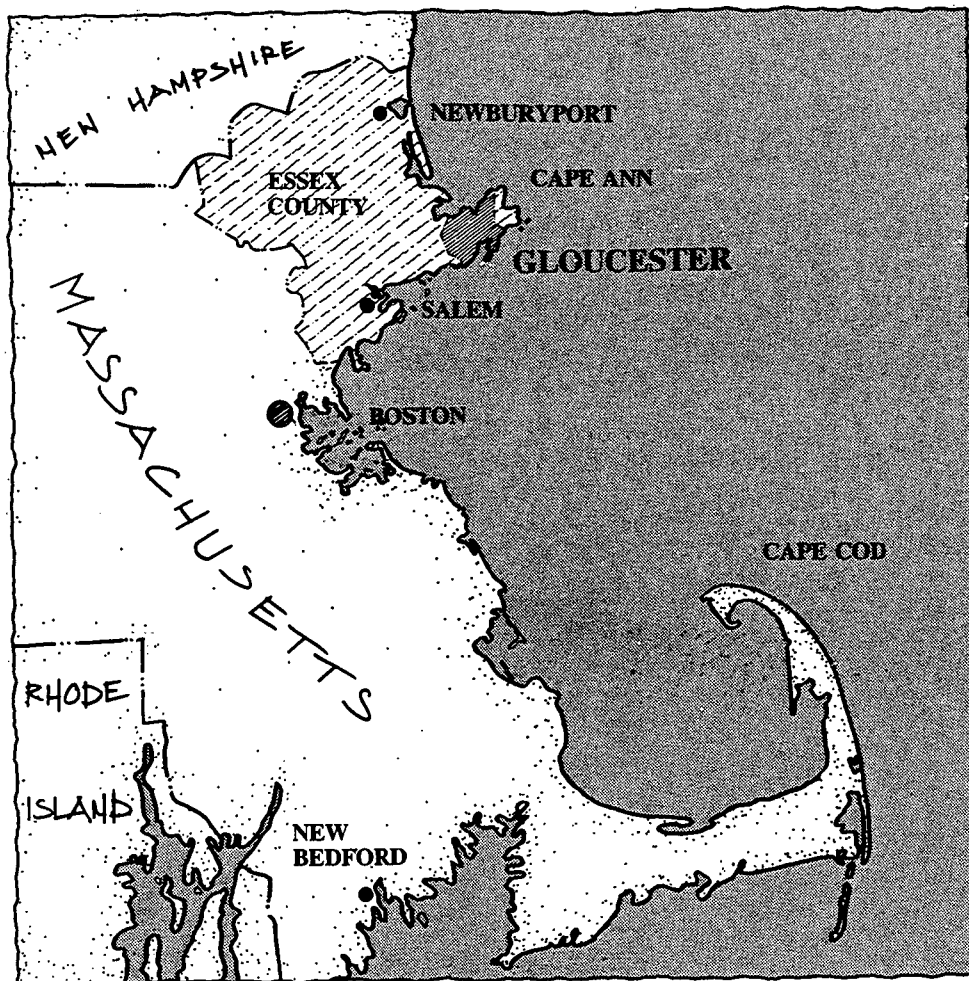 NEW HAMPSHIRE
NEWBURYPORT
ESSEX
COUNTY
CAPE ANN
GLOUCESTER
SALEM
MASSACHUSETTS
BOSTON
CAPE COD
RHODE
ISLAND
NEW
BEDFORD